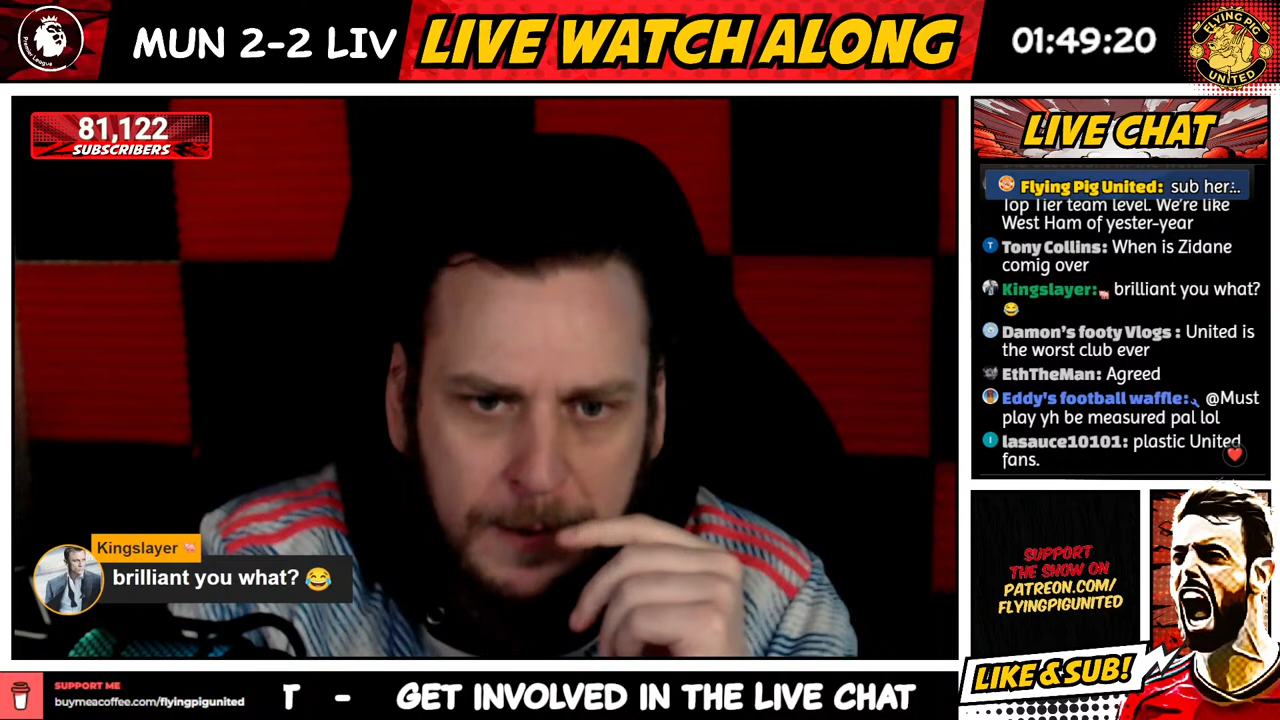 Premier League
MUN 2-2 LIV
LIVE WATCH ALONG
01:49:20
FLYING PIG
UNITED
81,122
SUBSCRIBERS
LIVE CHAT
Flying Pig United: sub her...
Top Tier team level. We're like
West Ham of yester-year
Tony Collins: When is Zidane
comig over
Kingslayer: brilliant you what?
😂
Damon's footy Vlogs : United is
the worst club ever
EthTheMan: Agreed
Eddy's football waffle: @Must
play yh be measured pal lol
lasauce10101: plastic United
fans.
Kingslayer
brilliant you what? 😂
SUPPORT
THE SHOW ON
PATREON.COM/
FLYINGPIGUNITED
LIKE & SUB!
SUPPORT ME
buymeacoffee.com/flyingpigunited
T - GET INVOLVED IN THE LIVE CHAT